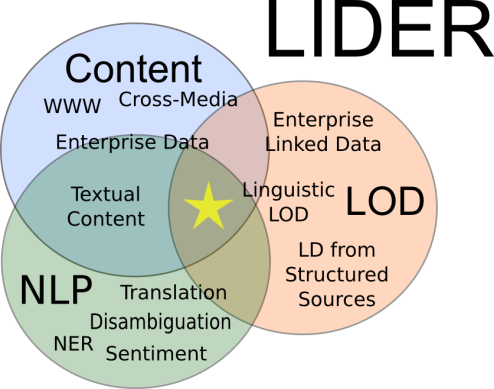 LIDER
Content
WWW Cross-Media
Enterprise Data
Enterprise
Linked Data
Textual
Content
Linguistic
LOD
LOD
LD from
Structured
Sources
NLP
Translation
Disambiguation
NER
Sentiment